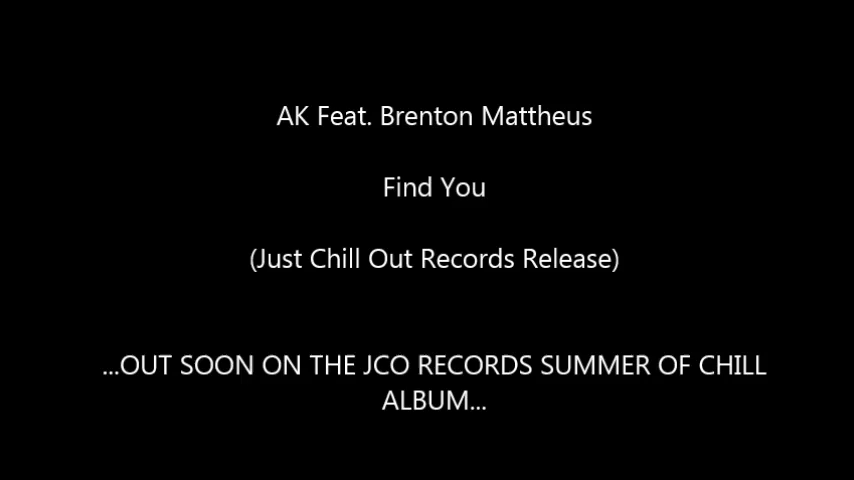 AK Feat. Brenton Mattheus
Find You
(Just Chill Out Records Release)
...OUT SOON ON THE JCO RECORDS SUMMER OF CHILL
ALBUM...